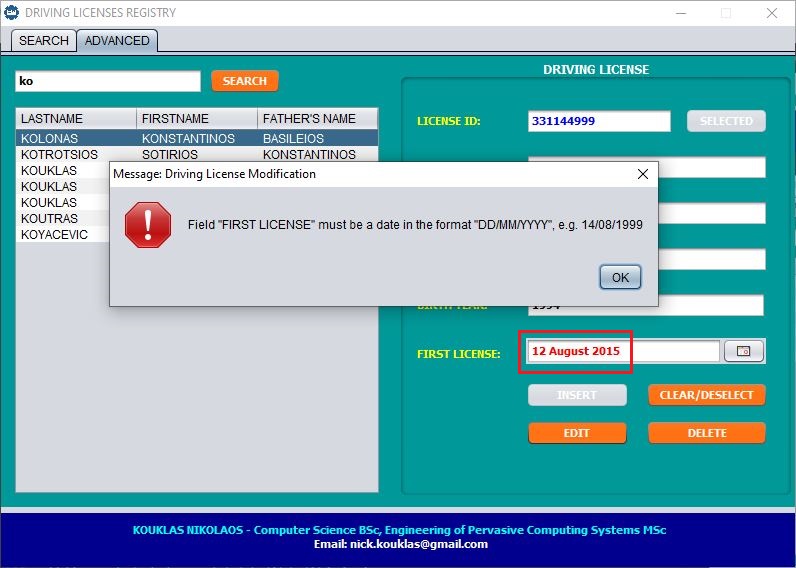 DRIVING LICENSES REGISTRY
SEARCH ADVANCED
ko SEARCH
DRIVING LICENSE
LASTNAME FIRSTNAME FATHER'S NAME
LICENSE ID: 331144999 SELECTED
KOLONAS KONSTANTINOS BASILEIOS
KOTROTSIOS SOTIRIOS KONSTANTINOS
KOUKLAS
KOUKLAS
KOUKLAS
KOUTRAS
KOYACEVIC
Message: Driving License Modification
Field "FIRST LICENSE" must be a date in the format "DD/MM/YYYY", e.g. 14/08/1999
OK
BIRTH YEAR: 1994
FIRST LICENSE: 12 August 2015
INSERT CLEAR/DESELECT
EDIT DELETE
KOUKLAS NIKOLAOS - Computer Science BSc, Engineering of Pervasive Computing Systems MSc
Email: nick.kouklas@gmail.com